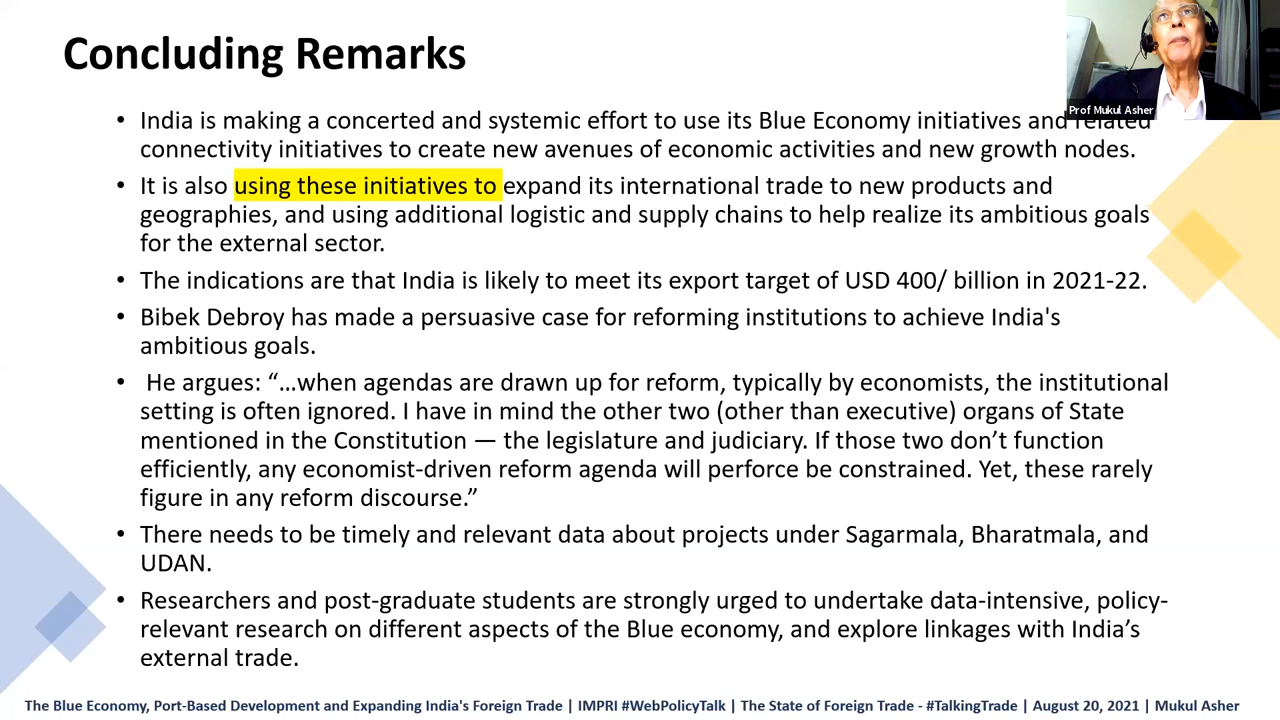 Concluding Remarks
Prof Mukul Asher
• India is making a concerted and systemic effort to use its Blue Economy initiatives and related
connectivity initiatives to create new avenues of economic activities and new growth nodes.
• It is also using these initiatives to expand its international trade to new products and
geographies, and using additional logistic and supply chains to help realize its ambitious goals
for the external sector.
• The indications are that India is likely to meet its export target of USD 400/ billion in 2021-22.
• Bibek Debroy has made a persuasive case for reforming institutions to achieve India's
ambitious goals.
• He argues: “…when agendas are drawn up for reform, typically by economists, the institutional
setting is often ignored. I have in mind the other two (other than executive) organs of State
mentioned in the Constitution — the legislature and judiciary. If those two don’t function
efficiently, any economist-driven reform agenda will perforce be constrained. Yet, these rarely
figure in any reform discourse.”
• There needs to be timely and relevant data about projects under Sagarmala, Bharatmala, and
UDAN.
• Researchers and post-graduate students are strongly urged to undertake data-intensive, policy-
relevant research on different aspects of the Blue economy, and explore linkages with India’s
external trade.
The Blue Economy, Port-Based Development and Expanding India's Foreign Trade | IMPRI #WebPolicyTalk | The State of Foreign Trade - #TalkingTrade | August 20, 2021 | Mukul Asher